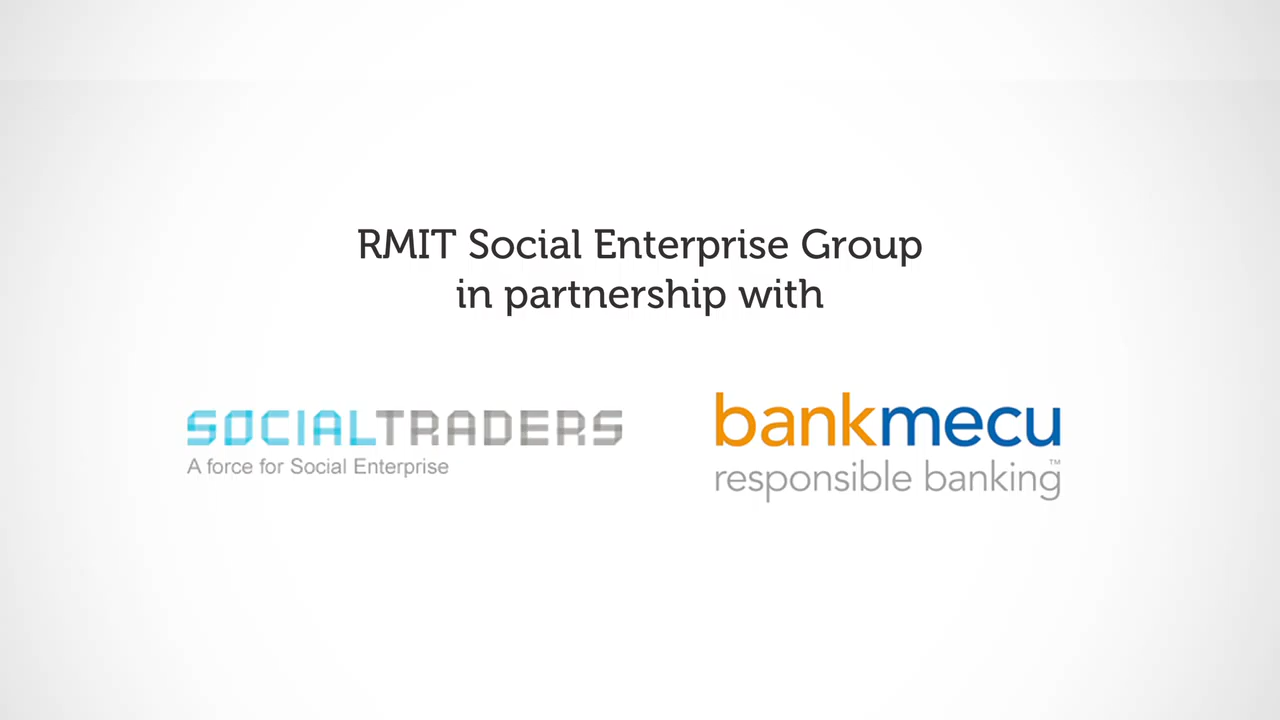 RMIT Social Enterprise Group
in partnership with
SOCIALTRADERS
A force for Social Enterprise
bankmecu
responsible banking™